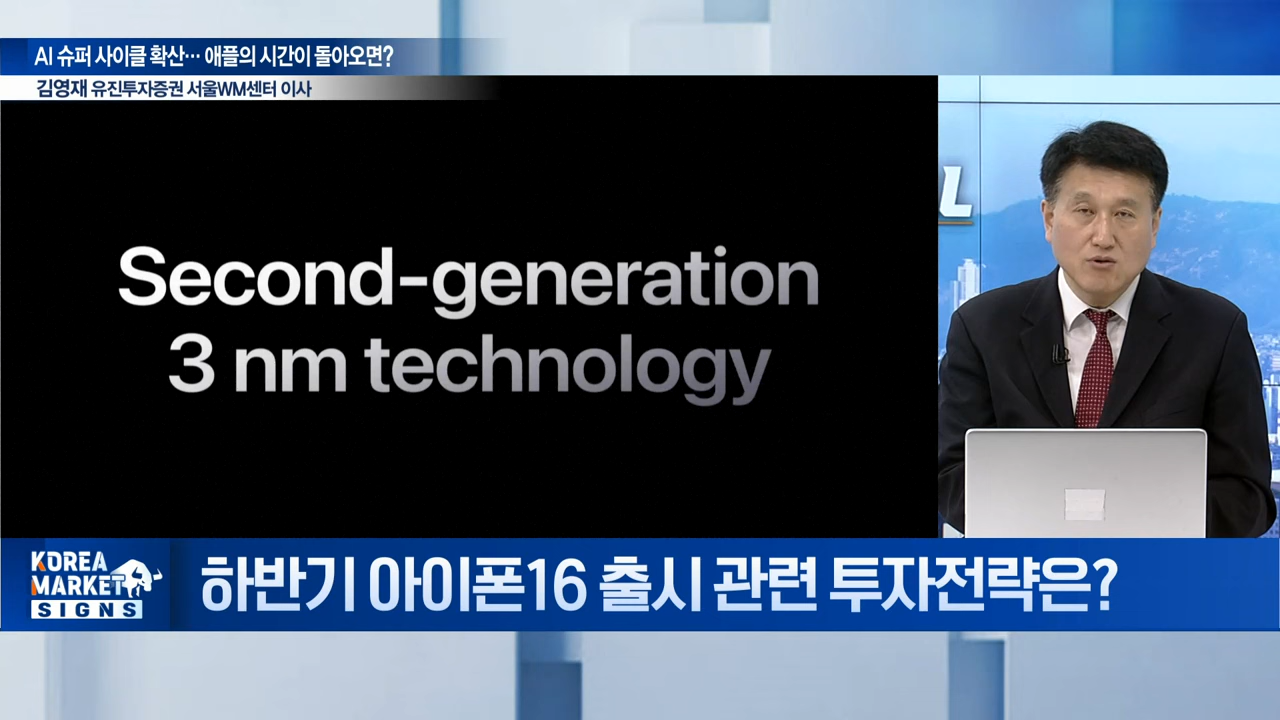 AI 슈퍼 사이클 확산… 애플의 시간이 돌아오면?
김영재 유진투자증권 서울WM센터 이사
Second-generation
3 nm technology
L
KOREA
MARKET
SIGNS
하반기 아이폰16 출시 관련 투자전략은?